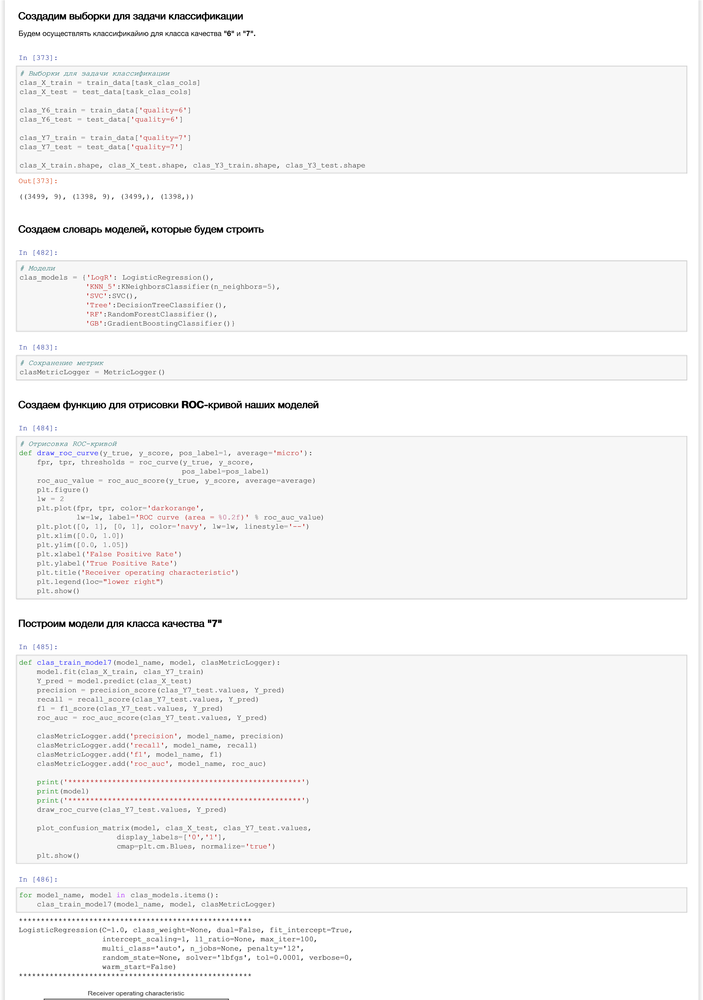 Создадим выборки для задачи классификации
Будем осуществлять классификайию для класса качества "6" и "7".
In [373]:
# Выборки для задачи классификации
clas_X_train = train_data[task_clas_cols]
clas_X_test = test_data[task_clas_cols]
clas_Y6_train = train_data['quality=6']
clas_Y6_test = test_data['quality=6']
clas_Y7_train = train_data['quality=7']
clas_Y7_test = test_data['quality=7']
clas_X_train.shape, clas_X_test.shape, clas_Y3_train.shape, clas_Y3_test.shape
Out[373]:
((3499, 9), (1398, 9), (3499,), (1398,))
Создаем словарь моделей, которые будем строить
In [482]:
# Модели
clas_models = {'LogR': LogisticRegression(),
'KNN_5':KNeighborsClassifier(n_neighbors=5),
'SVC':SVC(),
'Tree':DecisionTreeClassifier(),
'RF':RandomForestClassifier(),
'GB':GradientBoostingClassifier()}
In [483]:
# Сохранение метрик
clasMetricLogger = MetricLogger()
Создаем функцию для отрисовки ROC-кривой наших моделей
In [484]:
# Отрисовка ROC-кривой
def draw_roc_curve(y_true, y_score, pos_label=1, average='micro'):
fpr, tpr, thresholds = roc_curve(y_true, y_score,
pos_label=pos_label)
roc_auc_value = roc_auc_score(y_true, y_score, average=average)
plt.figure()
lw = 2
plt.plot(fpr, tpr, color='darkorange',
lw=lw, label='ROC curve (area = %0.2f)' % roc_auc_value)
plt.plot([0, 1], [0, 1], color='navy', lw=lw, linestyle='--')
plt.xlim([0.0, 1.0])
plt.ylim([0.0, 1.05])
plt.xlabel('False Positive Rate')
plt.ylabel('True Positive Rate')
plt.title('Receiver operating characteristic')
plt.legend(loc="lower right")
plt.show()
Построим модели для класса качества "7"
In [485]:
def clas_train_model7(model_name, model, clasMetricLogger):
model.fit(clas_X_train, clas_Y7_train)
Y_pred = model.predict(clas_X_test)
precision = precision_score(clas_Y7_test.values, Y_pred)
recall = recall_score(clas_Y7_test.values, Y_pred)
f1 = f1_score(clas_Y7_test.values, Y_pred)
roc_auc = roc_auc_score(clas_Y7_test.values, Y_pred)
clasMetricLogger.add('precision', model_name, precision)
clasMetricLogger.add('recall', model_name, recall)
clasMetricLogger.add('f1', model_name, f1)
clasMetricLogger.add('roc_auc', model_name, roc_auc)
print('*****************************************************')
print(model)
print('*****************************************************')
draw_roc_curve(clas_Y7_test.values, Y_pred)
plot_confusion_matrix(model, clas_X_test, clas_Y7_test.values,
display_labels=['0','1'],
cmap=plt.cm.Blues, normalize='true')
plt.show()
In [486]:
for model_name, model in clas_models.items():
clas_train_model7(model_name, model, clasMetricLogger)
*****************************************************
LogisticRegression(C=1.0, class_weight=None, dual=False, fit_intercept=True,
intercept_scaling=1, l1_ratio=None, max_iter=100,
multi_class='auto', n_jobs=None, penalty='l2',
random_state=None, solver='lbfgs', tol=0.0001, verbose=0,
warm_start=False)
*****************************************************
Receiver operating characteristic